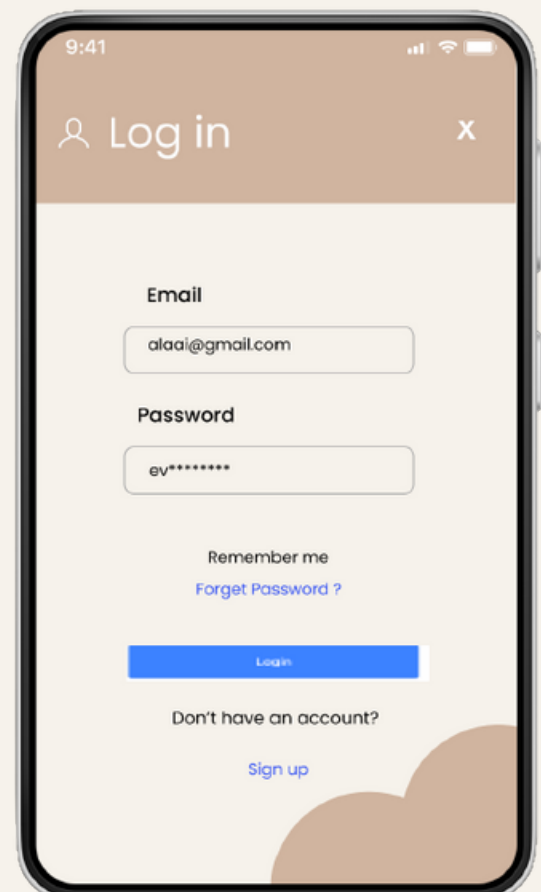 9:41
Log in X
Email
alaai@gmail.com
Password
ev********
Remember me
Forget Password ?
Login
Don't have an account?
Sign up